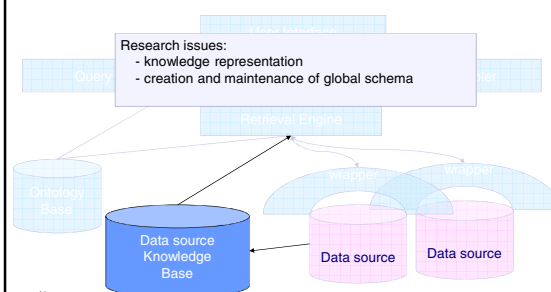 Research issues:
- knowledge representation
- creation and maintenance of global schema
Query
Retrieval Engine
wrapper
wrapper
Ontology
Base
Data source
Knowledge
Base
Data source
Data source